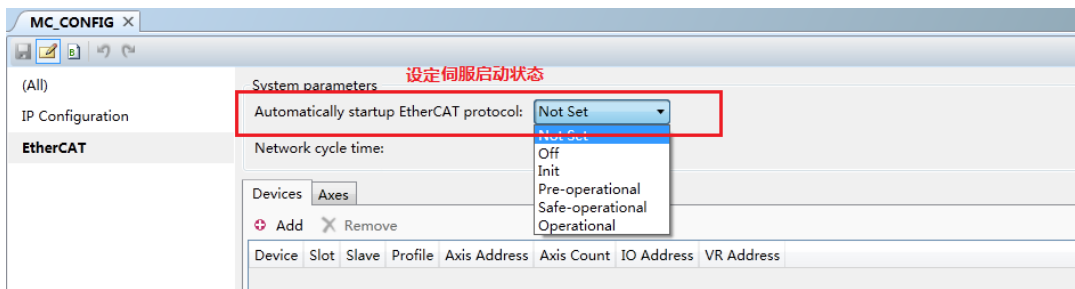 MC_CONFIG
(All)
IP Configuration
EtherCAT
设定伺服启动状态
System parameters
Automatically startup EtherCAT protocol: Not Set
Not Set
Off
Init
Pre-operational
Safe-operational
Operational
Network cycle time:
Devices Axes
Add Remove
Device Slot Slave Profile Axis Address Axis Count IO Address VR Address